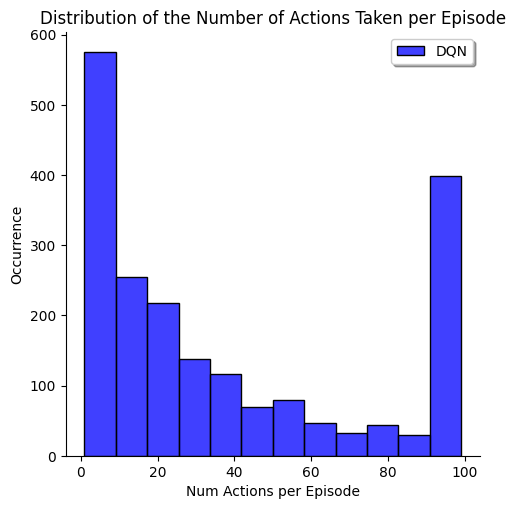 Distribution of the Number of Actions Taken per Episode
DQN
600
500
400
300
200
100
0
Occurrence
0 20 40 60 80 100
Num Actions per Episode